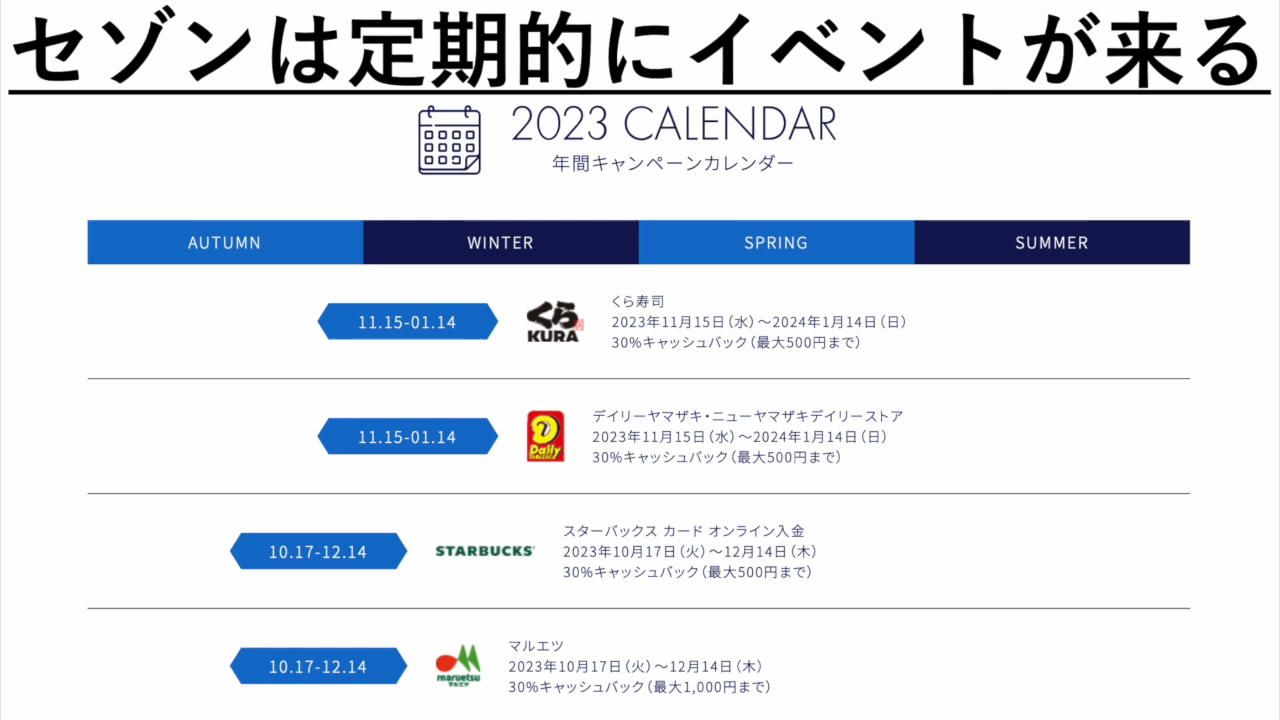 セゾンは定期的にイベントが来る
2023 CALENDAR
年間キャンペーンカレンダー
AUTUMN
WINTER
SPRING
SUMMER
11.15-01.14
くら
KURA
くら寿司
2023年11月15日(水)〜2024年1月14日(日)
30%キャッシュバック(最大500円まで)
11.15-01.14
Daily
デイリーヤマザキ・ニューヤマザキデイリーストア
2023年11月15日(水)〜2024年1月14日(日)
30%キャッシュバック(最大500円まで)
10.17-12.14
STARBUCKS
スターバックス カード オンライン入金
2023年10月17日(火)〜12月14日(木)
30%キャッシュバック(最大500円まで)
10.17-12.14
maruetsu
マルエツ
マルエツ
2023年10月17日(火)〜12月14日(木)
30%キャッシュバック(最大1,000円まで)